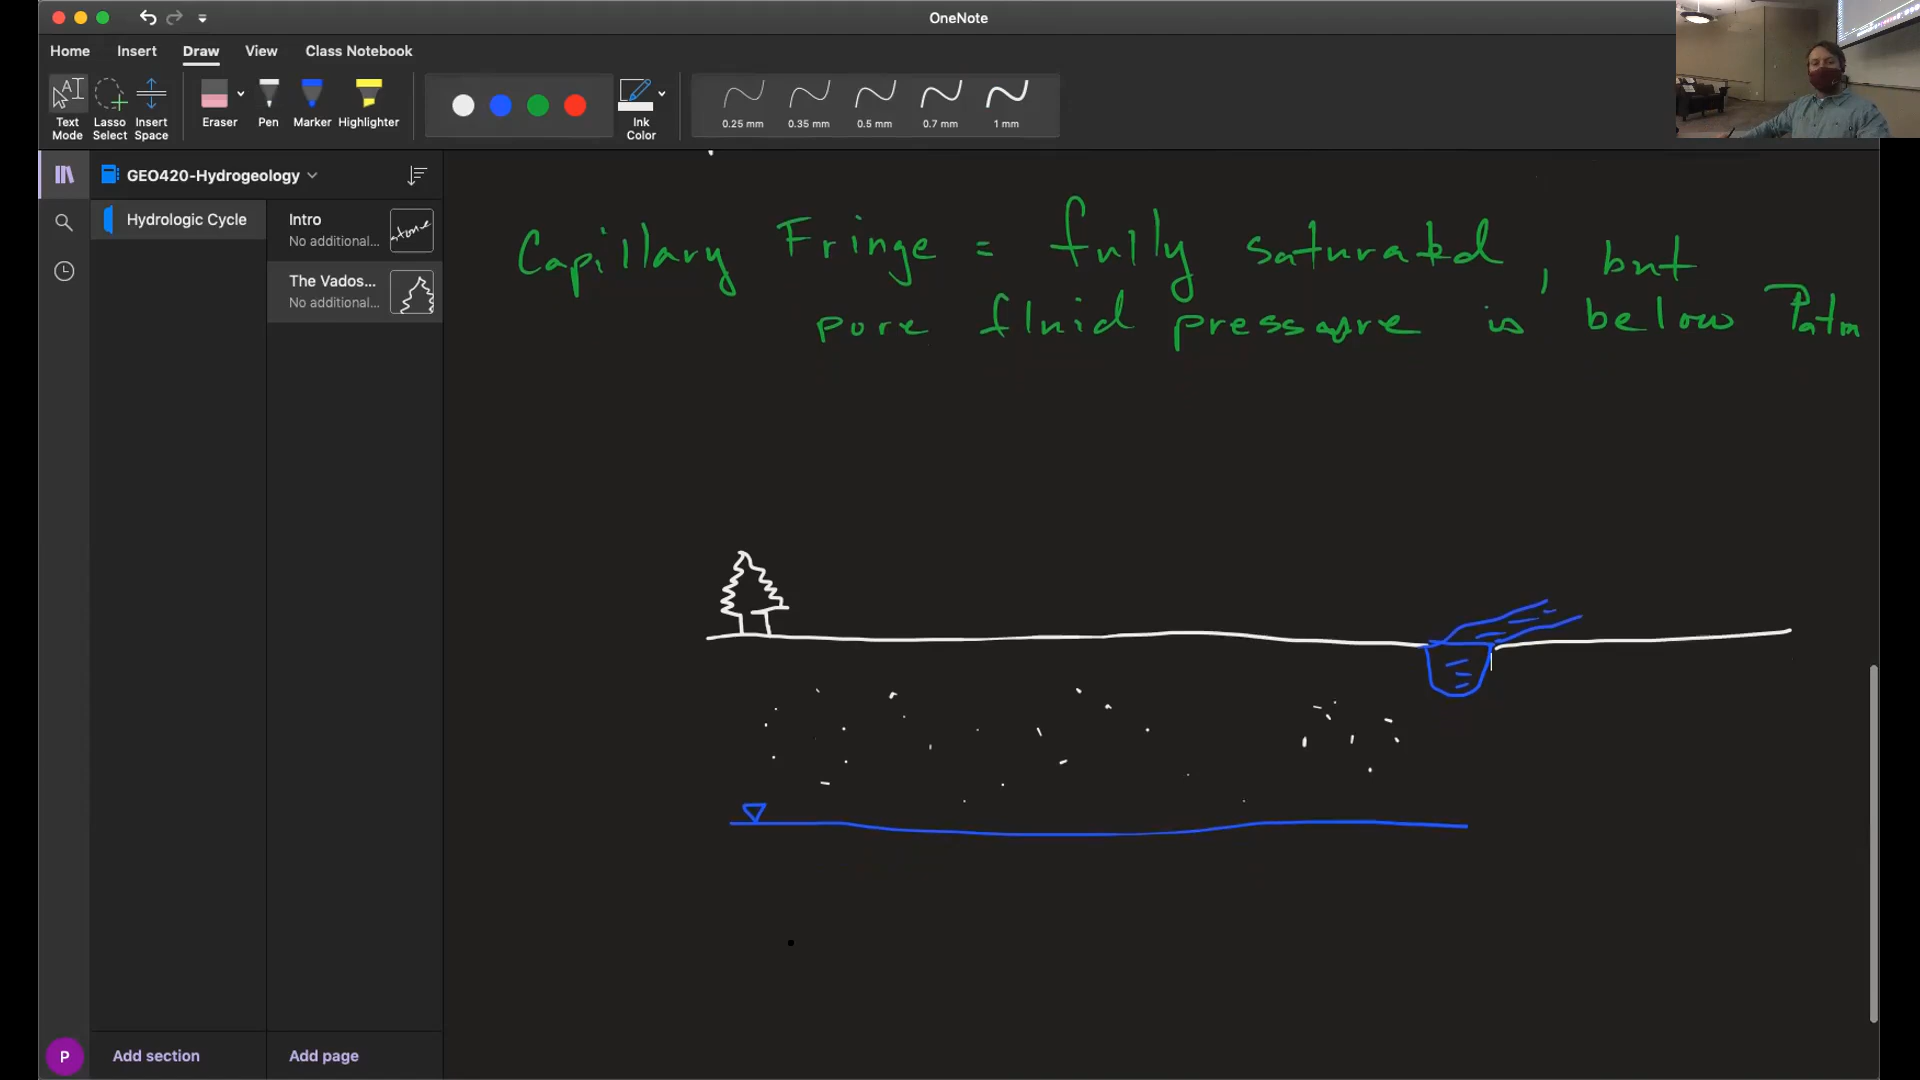 OneNote
Home Insert Draw View Class Notebook
Text Mode
Lasso Select
Insert Space
Eraser
Pen
Marker
Highlighter
Ink Color
0.25 mm
0.35 mm
0.5 mm
0.7 mm
1 mm
GEO420-Hydrogeology
Hydrologic Cycle
Intro
No additional...
The Vados...
No additional...
Capillary Fringe = fully saturated, but
pore fluid pressure is below Patm
P
Add section
Add page